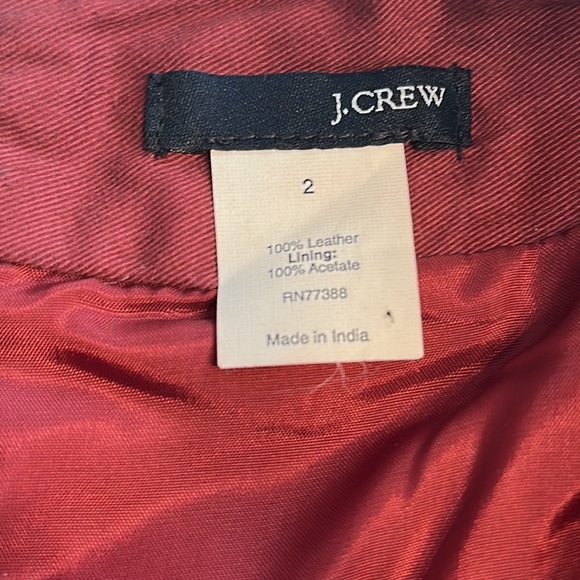 J.CREW
2
100% Leather
Lining:
100% Acetate
RN77388
Made in India